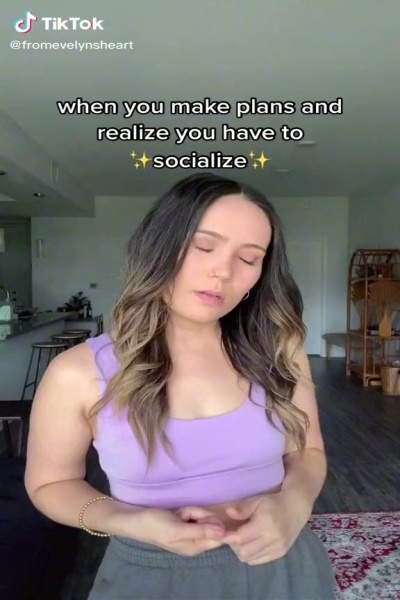 TikTok
@fromevelynsheart
when you make plans and
realize you have to
✨socialize✨